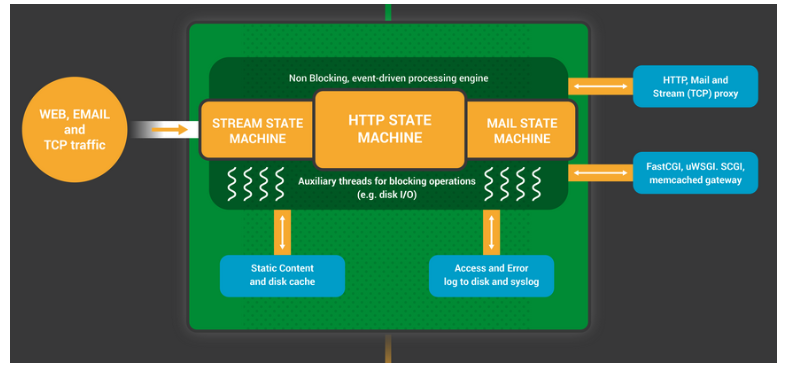 Non Blocking, event-driven processing engine
WEB, EMAIL
and
TCP traffic
STREAM STATE
MACHINE
HTTP STATE
MACHINE
MAIL STATE
MACHINE
Auxiliary threads for blocking operations
(e.g. disk I/O)
Static Content
and disk cache
Access and Error
log to disk and syslog
HTTP, Mail and
Stream (TCP) proxy
FastCGI, uWSGI. SCGI,
memcached gateway